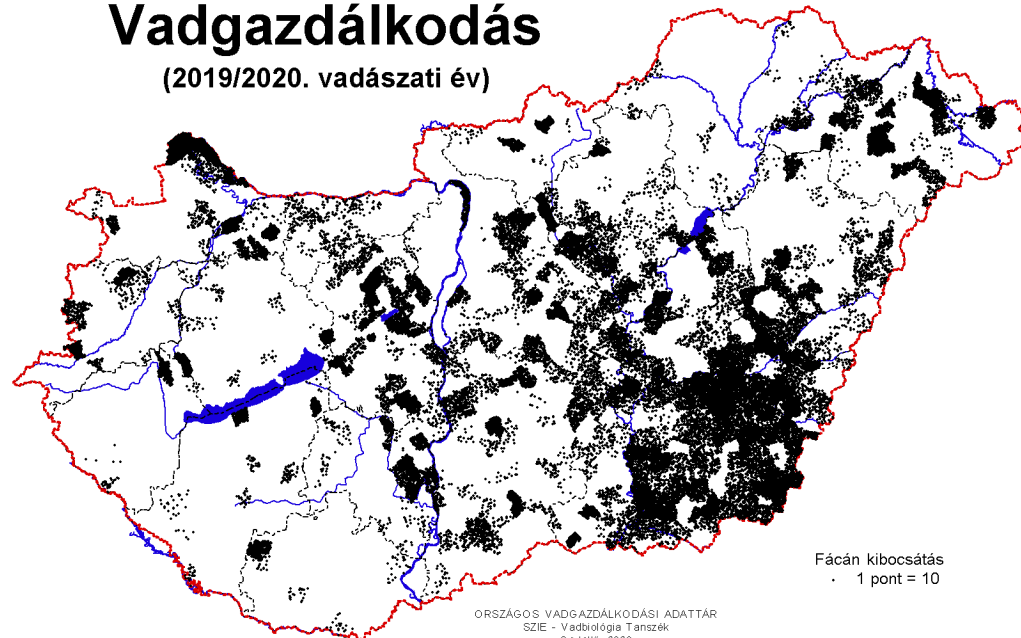 Vadgazdálkodás
(2019/2020. vadászati év)
Fácán kibocsátás
1 pont = 10
ORSZÁGOS VADGAZDÁLKODÁSI ADATTÁR
SZIE - Vadbiológia Tanszék